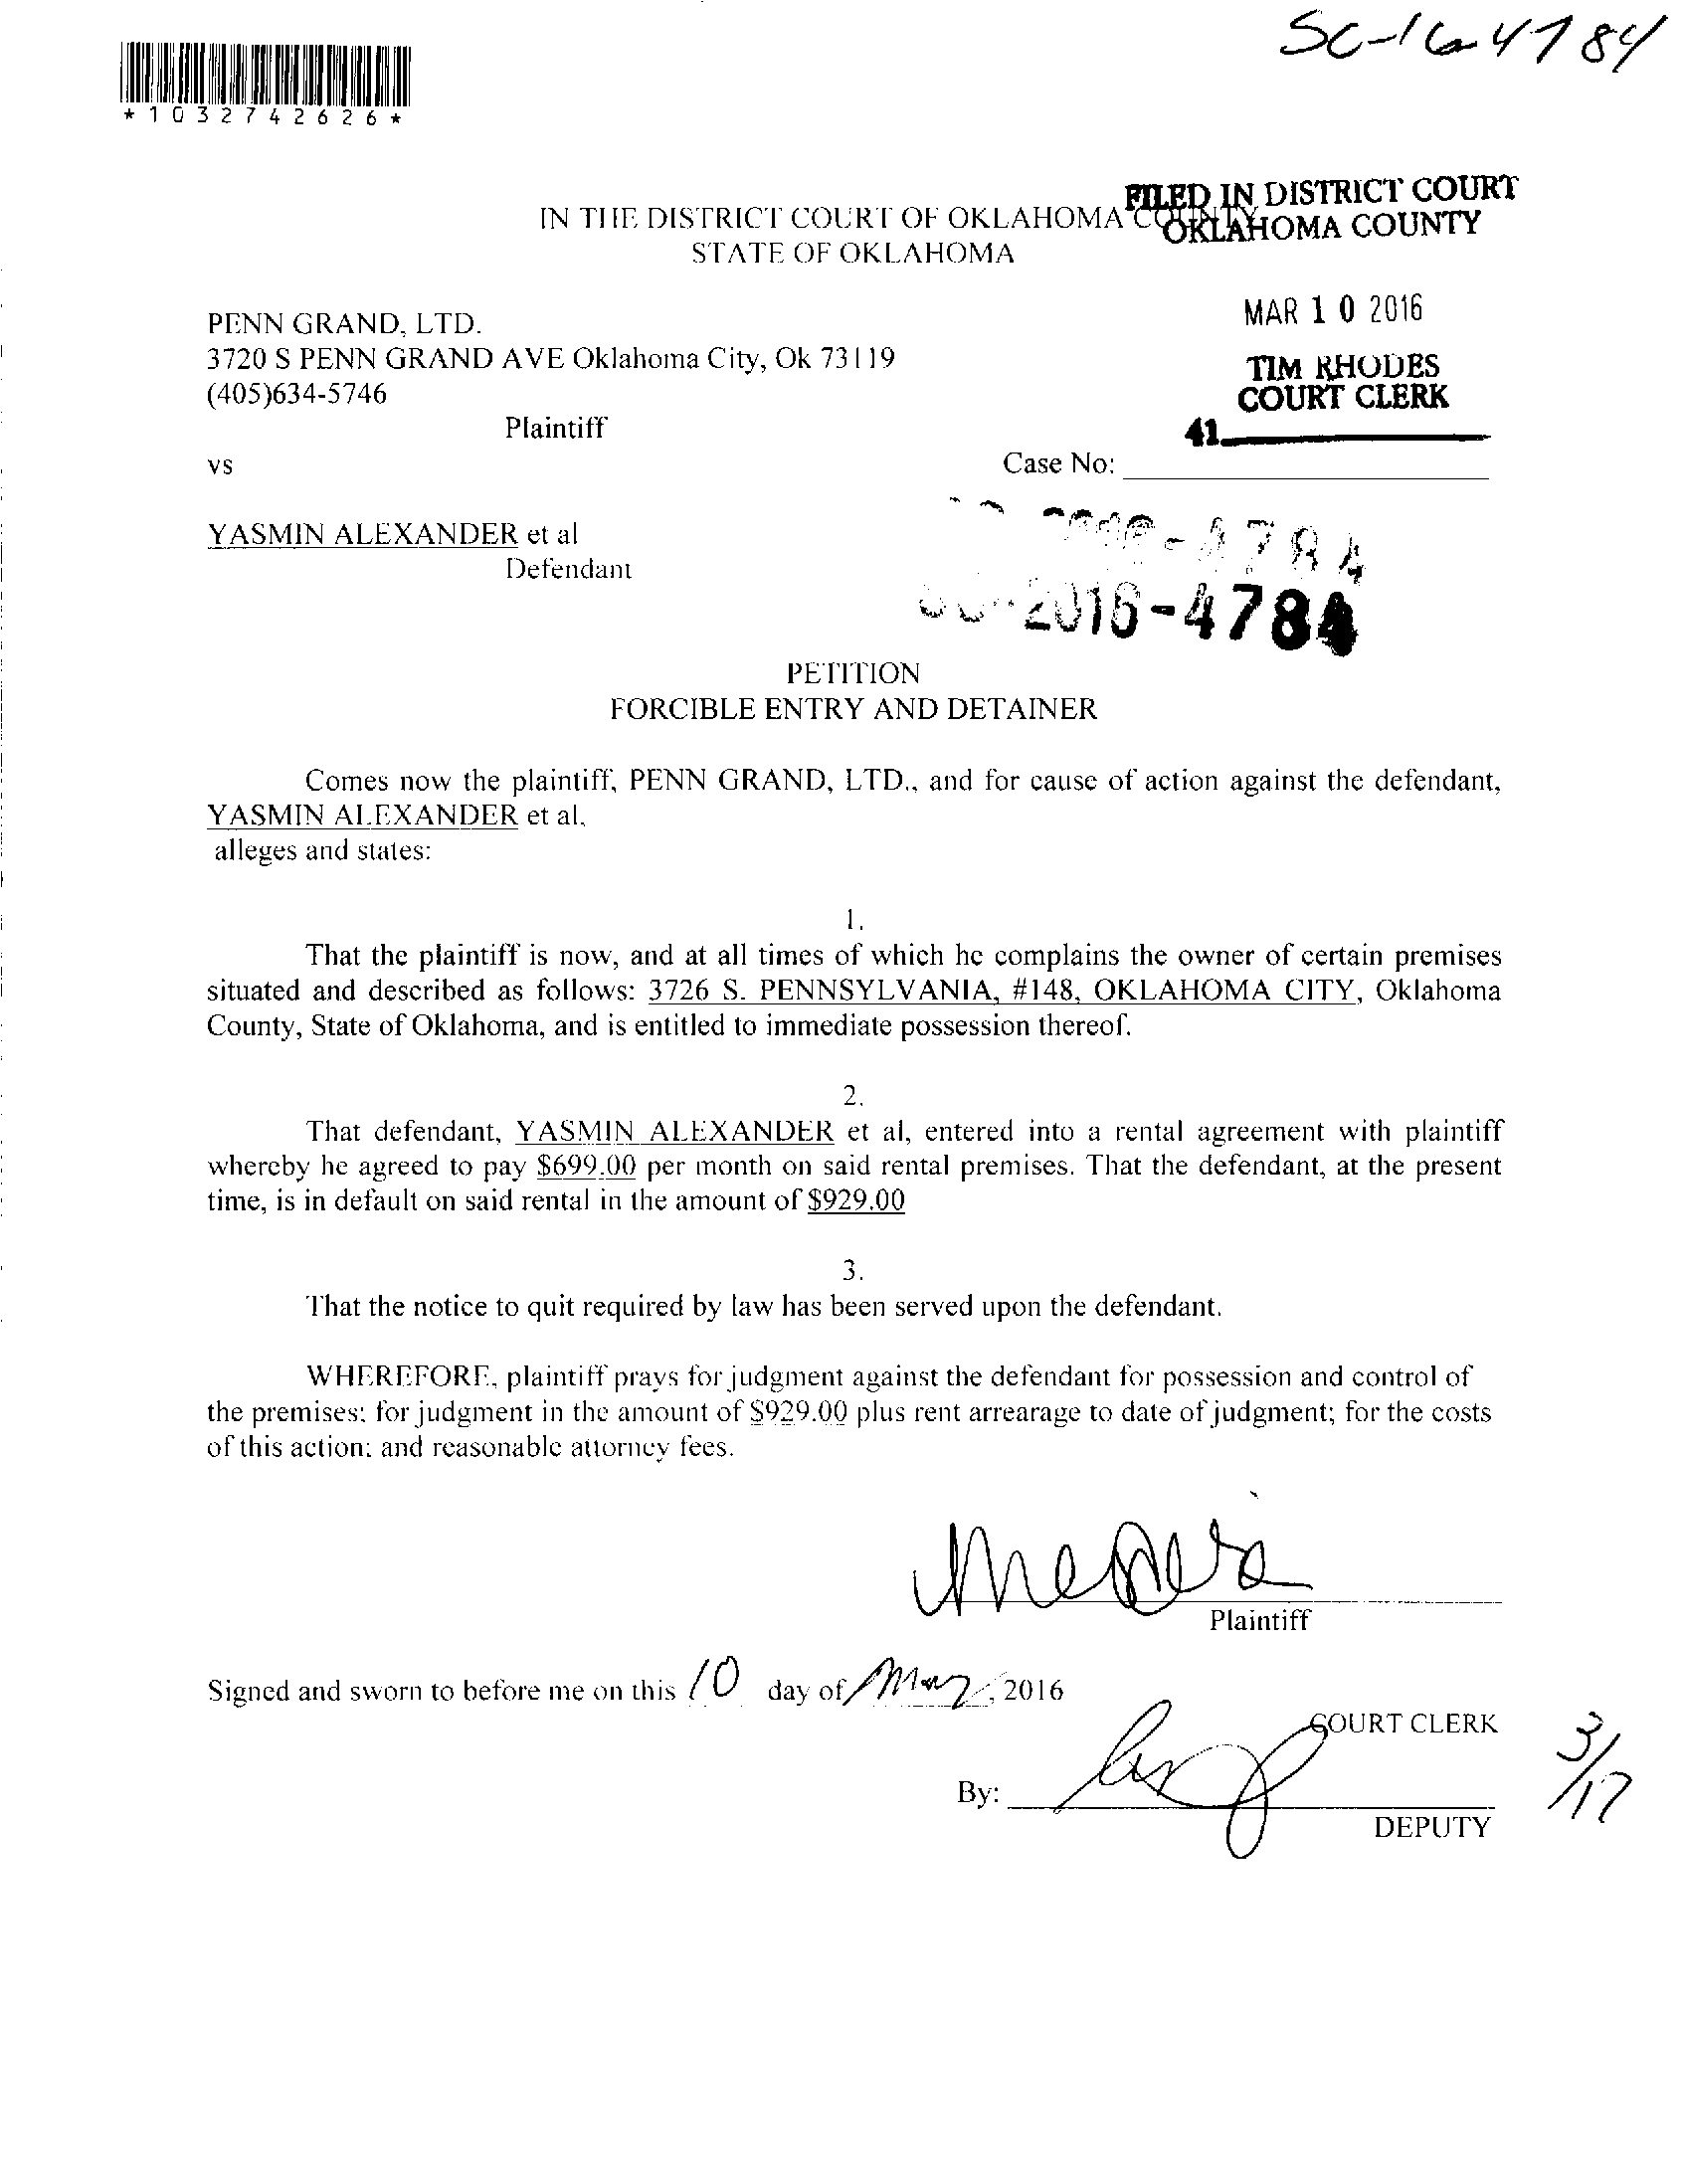 SC-16-4784
*1032742626*
FILED IN DISTRICT COURT
OKLAHOMA COUNTY
IN THE DISTRICT COURT OF OKLAHOMA COUNTY
STATE OF OKLAHOMA
MAR 10 2016
PENN GRAND, LTD.
3720 S PENN GRAND AVE Oklahoma City, Ok 73119
(405)634-5746
TIM RHODES
COURT CLERK
Plaintiff
41
vs
Case No:
YASMIN ALEXANDER et al
Defendant
-4784
2016-4784
PETITION
FORCIBLE ENTRY AND DETAINER
Comes now the plaintiff, PENN GRAND, LTD., and for cause of action against the defendant,
YASMIN ALEXANDER et al,
alleges and states:
1.
That the plaintiff is now, and at all times of which he complains the owner of certain premises
situated and described as follows: 3726 S. PENNSYLVANIA, #148, OKLAHOMA CITY, Oklahoma
County, State of Oklahoma, and is entitled to immediate possession thereof.
2.
That defendant, YASMIN ALEXANDER et al, entered into a rental agreement with plaintiff
whereby he agreed to pay $699.00 per month on said rental premises. That the defendant, at the present
time, is in default on said rental in the amount of $929.00
3.
That the notice to quit required by law has been served upon the defendant.
WHEREFORE, plaintiff prays for judgment against the defendant for possession and control of
the premises; for judgment in the amount of $929.00 plus rent arrearage to date of judgment; for the costs
of this action; and reasonable attorney fees.
Plaintiff
Signed and sworn to before me on this 10 day of , 2016
COURT CLERK
3/17
By:
DEPUTY